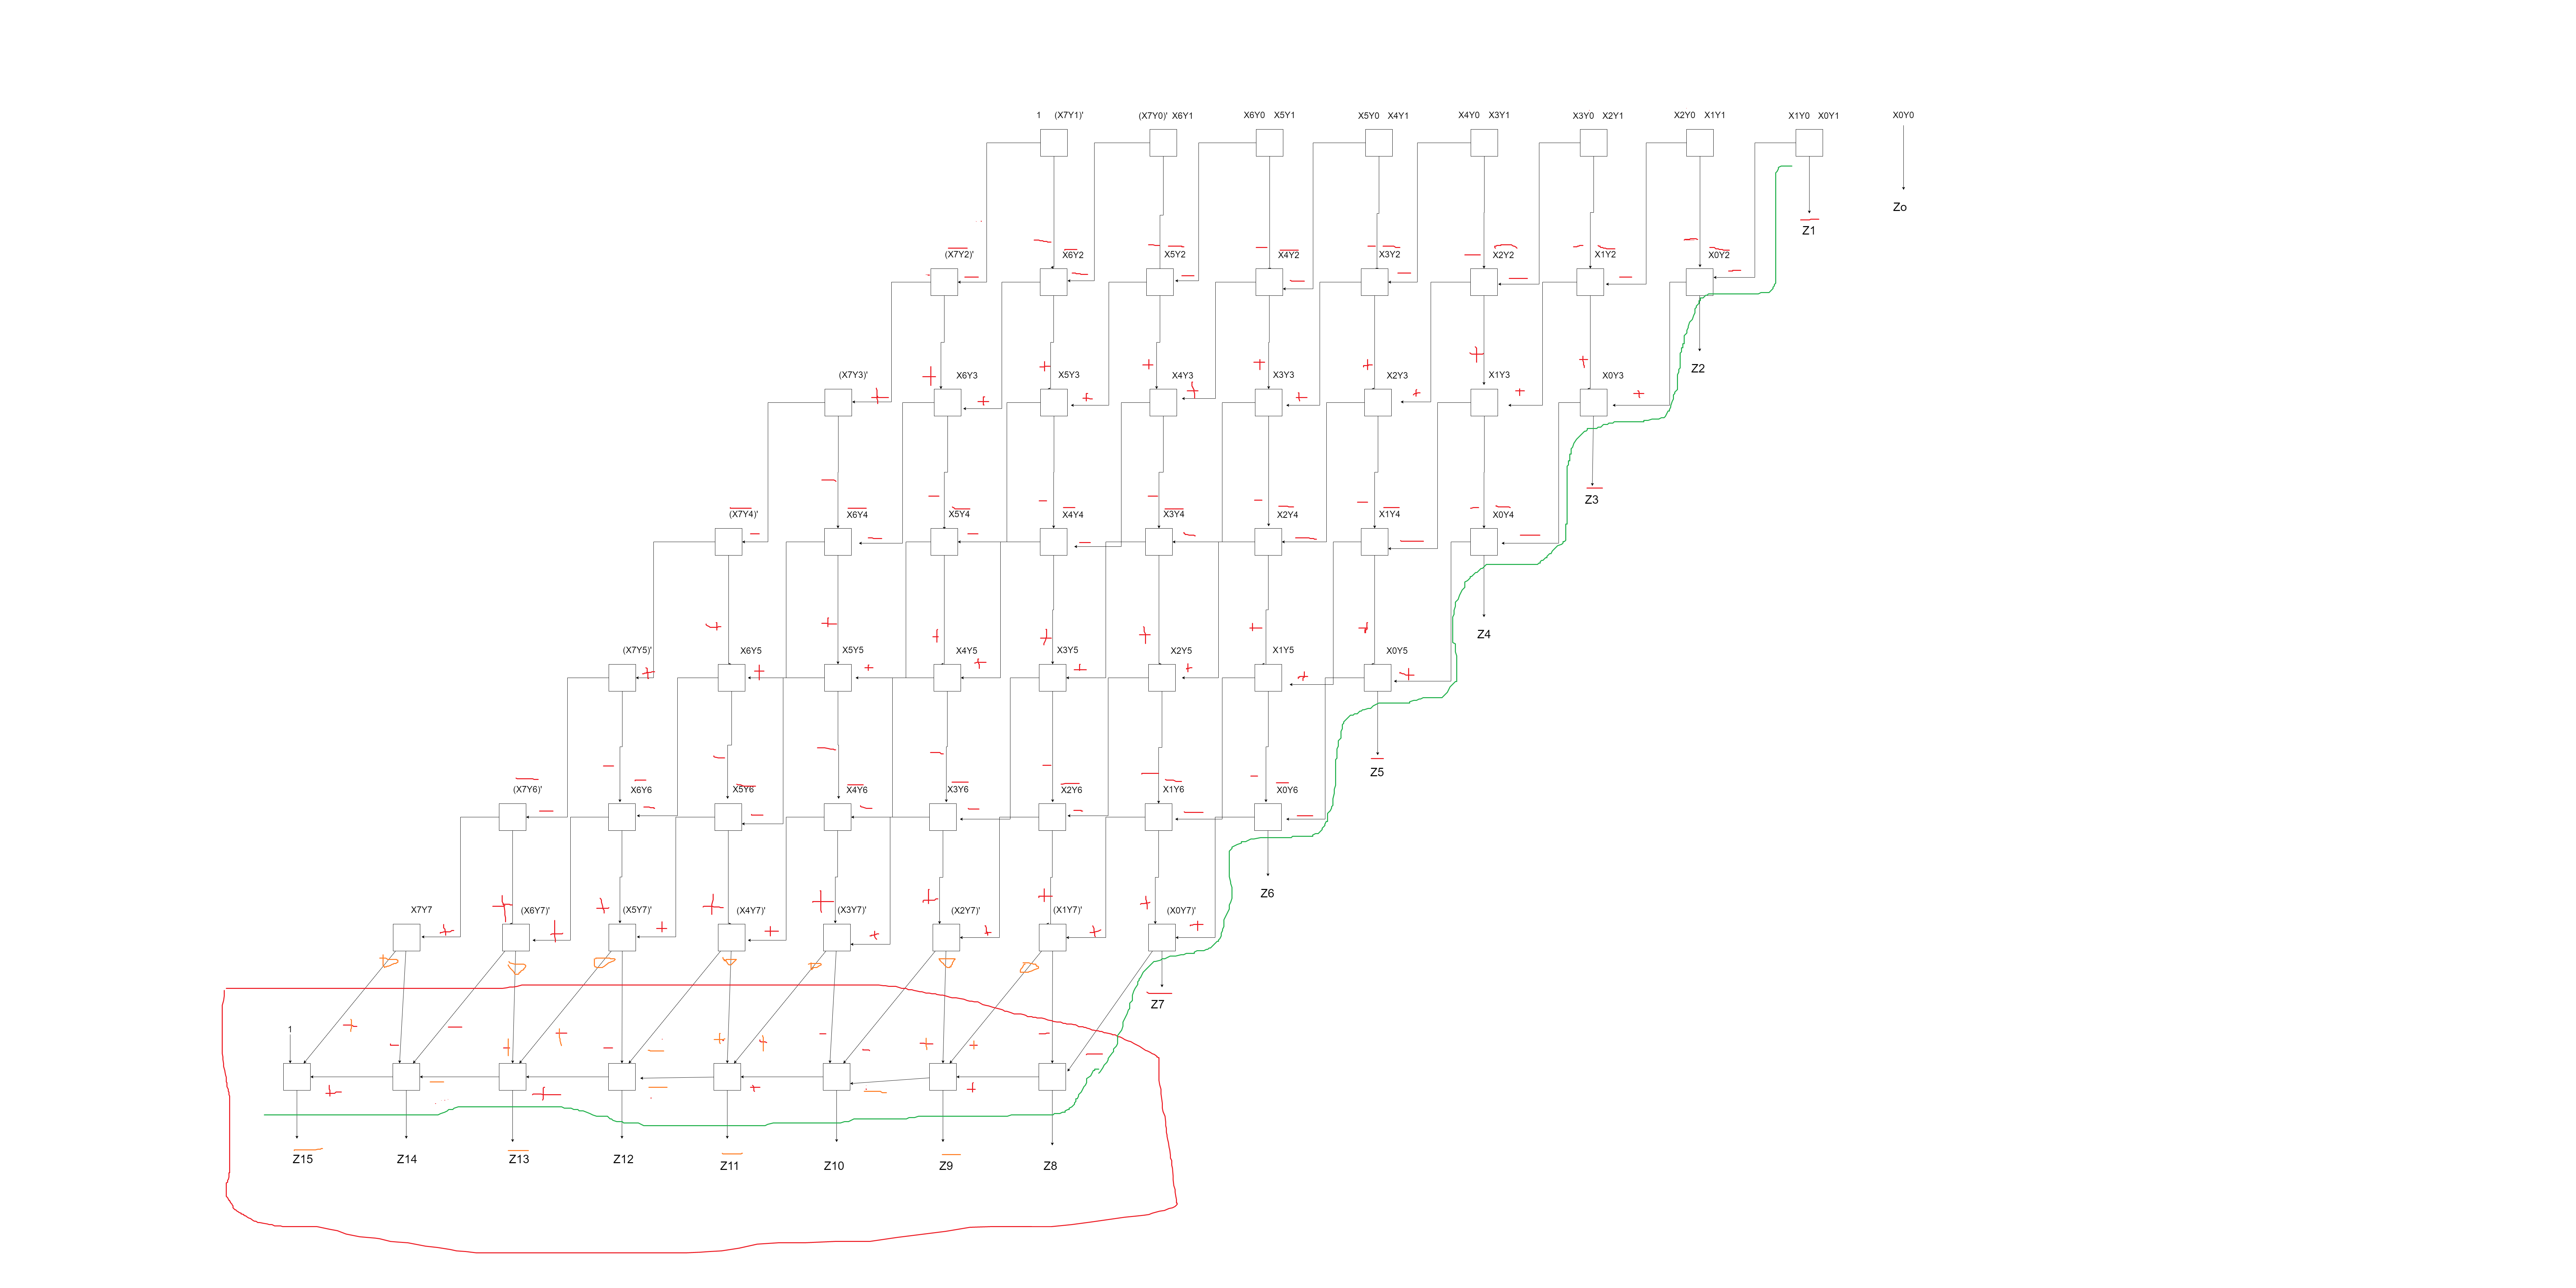 1 (X7Y1)' (X7Y0)' X6Y1 X6Y0 X5Y1 X5Y0 X4Y1 X4Y0 X3Y1 X3Y0 X2Y1 X2Y0 X1Y1 X1Y0 X0Y1 X0Y0
Zo
Z1
(X7Y2)' X6Y2 X5Y2 X4Y2 X3Y2 X2Y2 X1Y2 X0Y2
Z2
(X7Y3)' X6Y3 X5Y3 X4Y3 X3Y3 X2Y3 X1Y3 X0Y3
Z3
(X7Y4)' X6Y4 X5Y4 X4Y4 X3Y4 X2Y4 X1Y4 X0Y4
Z4
(X7Y5)' X6Y5 X5Y5 X4Y5 X3Y5 X2Y5 X1Y5 X0Y5
Z5
(X7Y6)' X6Y6 X5Y6 X4Y6 X3Y6 X2Y6 X1Y6 X0Y6
Z6
X7Y7 (X6Y7)' (X5Y7)' (X4Y7)' (X3Y7)' (X2Y7)' (X1Y7)' (X0Y7)'
Z7
1
Z15 Z14 Z13 Z12 Z11 Z10 Z9 Z8